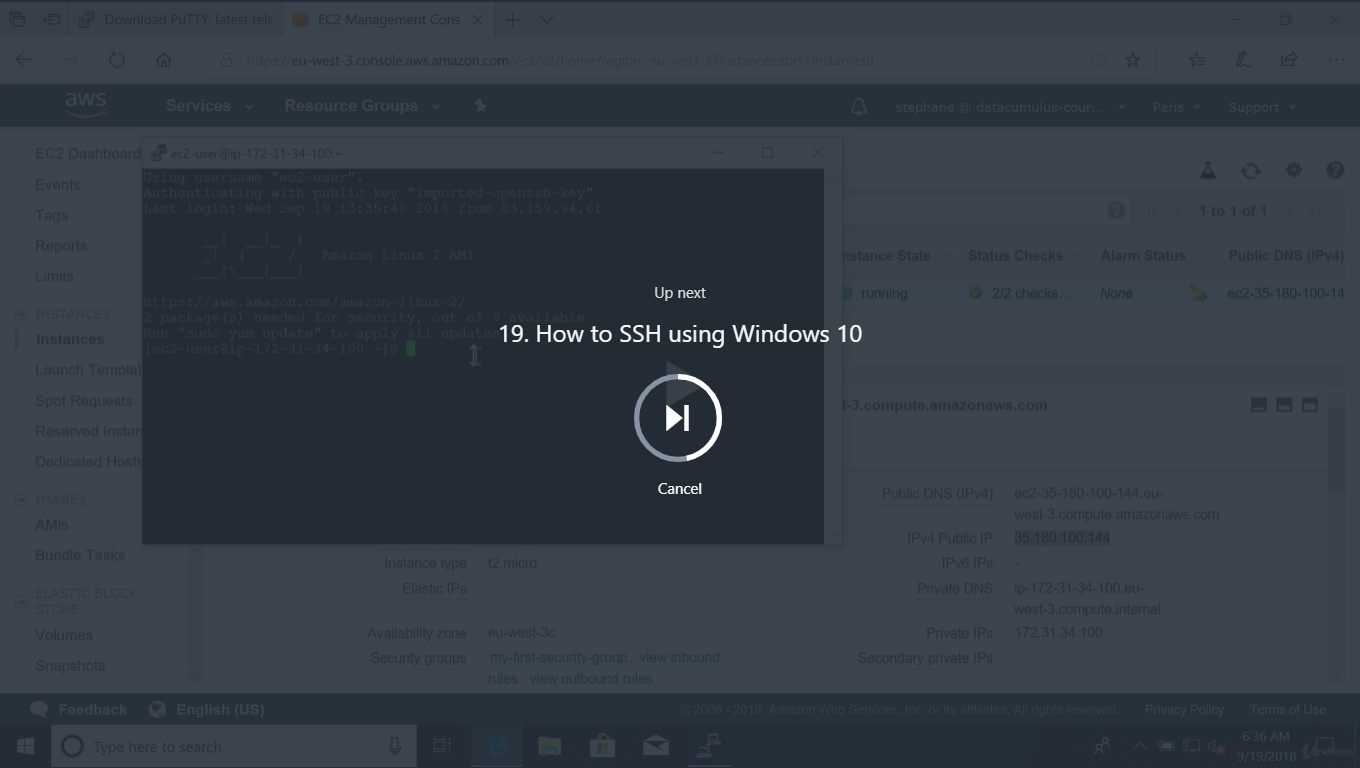 Download PuTTY: latest rele
EC2 Management Cons
https://eu-west-3.console.aws.amazon.com/ec2/v2/home?region=eu-west-3#Instances:sort=instanceId
aws
Services
Resource Groups
stephane @ datacumulus-cour...
Paris
Support
EC2 Dashboard
Events
Tags
Reports
Limits
INSTANCES
Instances
Launch Templat
Spot Requests
Reserved Instan
Dedicated Hosts
IMAGES
AMIs
Bundle Tasks
ELASTIC BLOCK
STORE
Volumes
Snapshots
ec2-user@ip-172-31-34-100:~
Using username "ec2-user".
Authenticating with public key "imported-openssh-key"
Last login: Wed Sep 19 13:35:48 2018 from 83.159.94.61
__| __|_ )
_| ( / Amazon Linux 2 AMI
___|\___|___|
https://aws.amazon.com/amazon-linux-2/
2 package(s) needed for security, out of 9 available
Run "sudo yum update" to apply all updates
[ec2-user@ip-172-31-34-100 ~]$
Up next
19. How to SSH using Windows 10
Cancel
1 to 1 of 1
nstance State
Status Checks
Alarm Status
Public DNS (IPv4)
running
2/2 checks...
None
ec2-35-180-100-14
t-3.compute.amazonaws.com
Instance type
t2.micro
Elastic IPs
Availability zone
eu-west-3c
Security groups
my-first-security-group. view inbound
rules. view outbound rules
Public DNS (IPv4)
ec2-35-180-100-144.eu-
west-3.compute.amazonaws.com
IPv4 Public IP
35.180.100.144
IPv6 IPs
-
Private DNS
ip-172-31-34-100.eu-
west-3.compute.internal
Private IPs
172.31.34.100
Secondary private IPs
Feedback
English (US)
© 2008 - 2018, Amazon Web Services, Inc. or its affiliates. All rights reserved.
Privacy Policy
Terms of Use
Type here to search
6:36 AM
9/19/2018